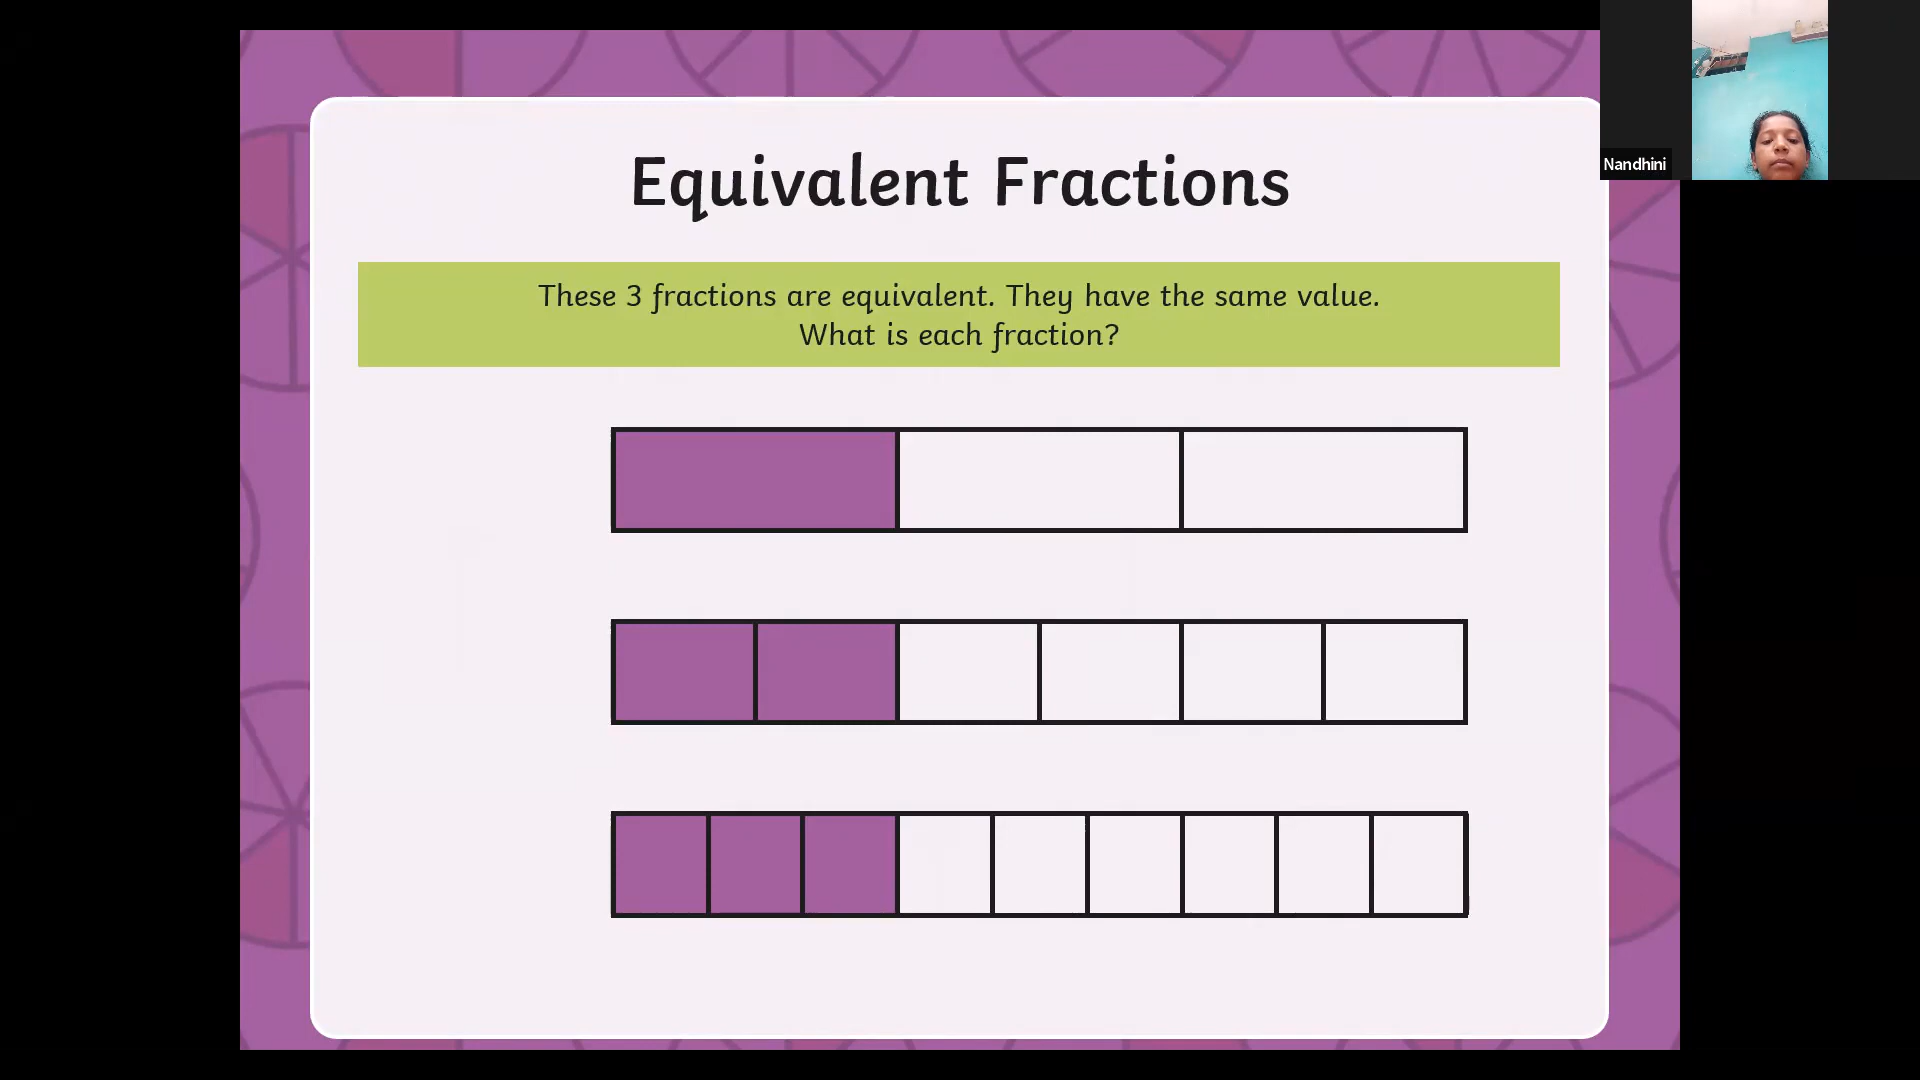 Equivalent Fractions
These 3 fractions are equivalent. They have the same value.
What is each fraction?
Nandhini